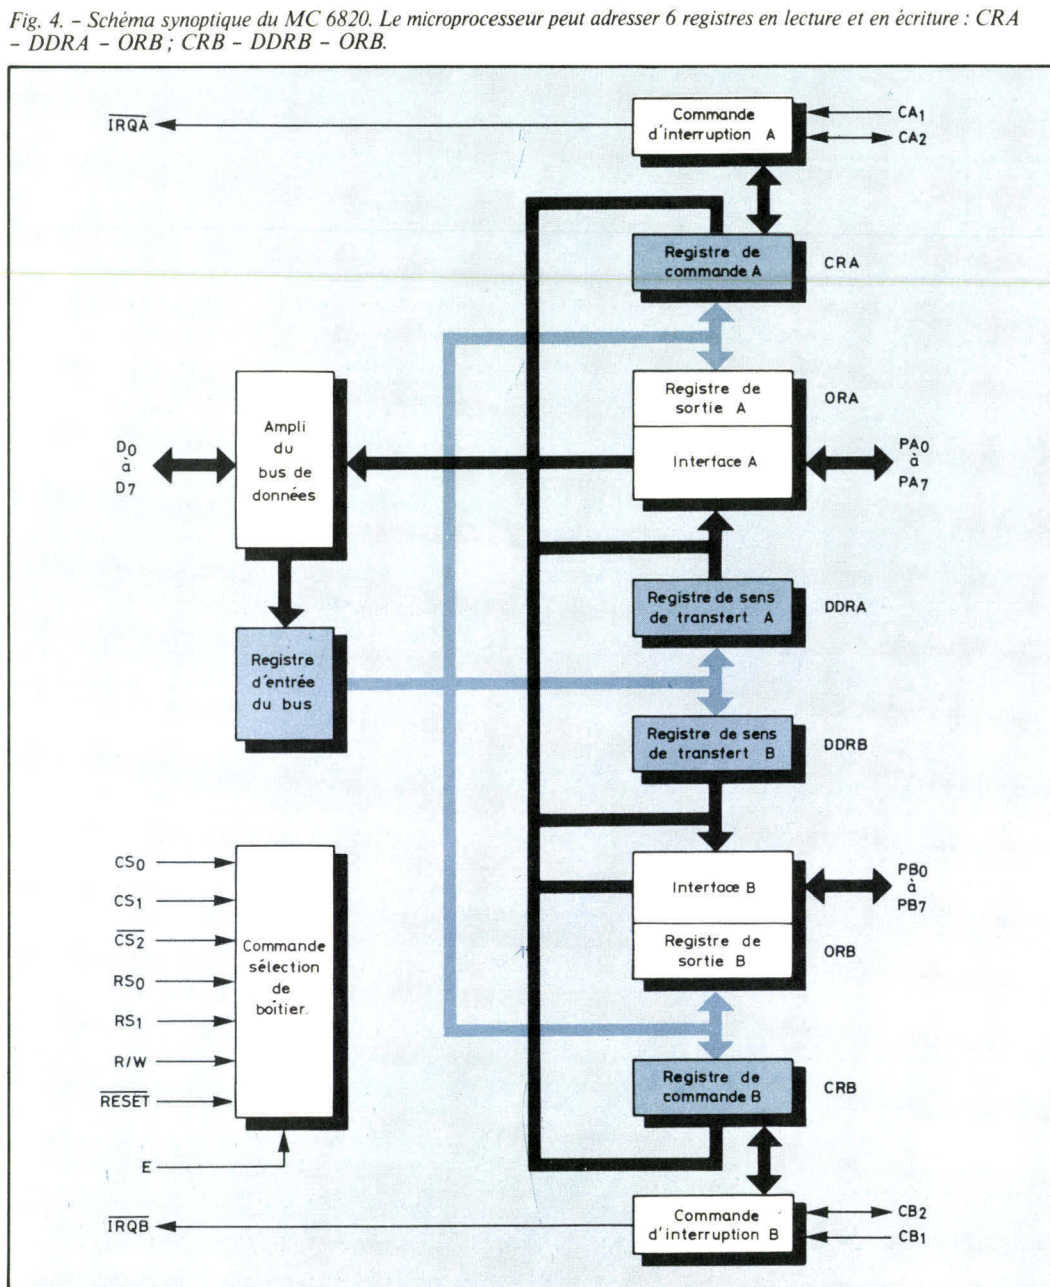 Fig. 4. – Schéma synoptique du MC 6820. Le microprocesseur peut adresser 6 registres en lecture et en écriture : CRA
– DDRA – ORB ; CRB – DDRB – ORB.
IRQA
Commande
d'interruption A
CA1
CA2
Registre de
commande A
CRA
Registre de
sortie A
ORA
Interface A
PA0
à
PA7
Ampli
du
bus de
données
D0
à
D7
Registre de sens
de transfert A
DDRA
Registre
d'entrée
du bus
Registre de sens
de transfert B
DDRB
CS0
CS1
CS2
RS0
RS1
R/W
RESET
E
Commande
sélection
de
boîtier.
Interface B
PB0
à
PB7
Registre de
sortie B
ORB
Registre de
commande B
CRB
IRQB
Commande
d'interruption B
CB2
CB1